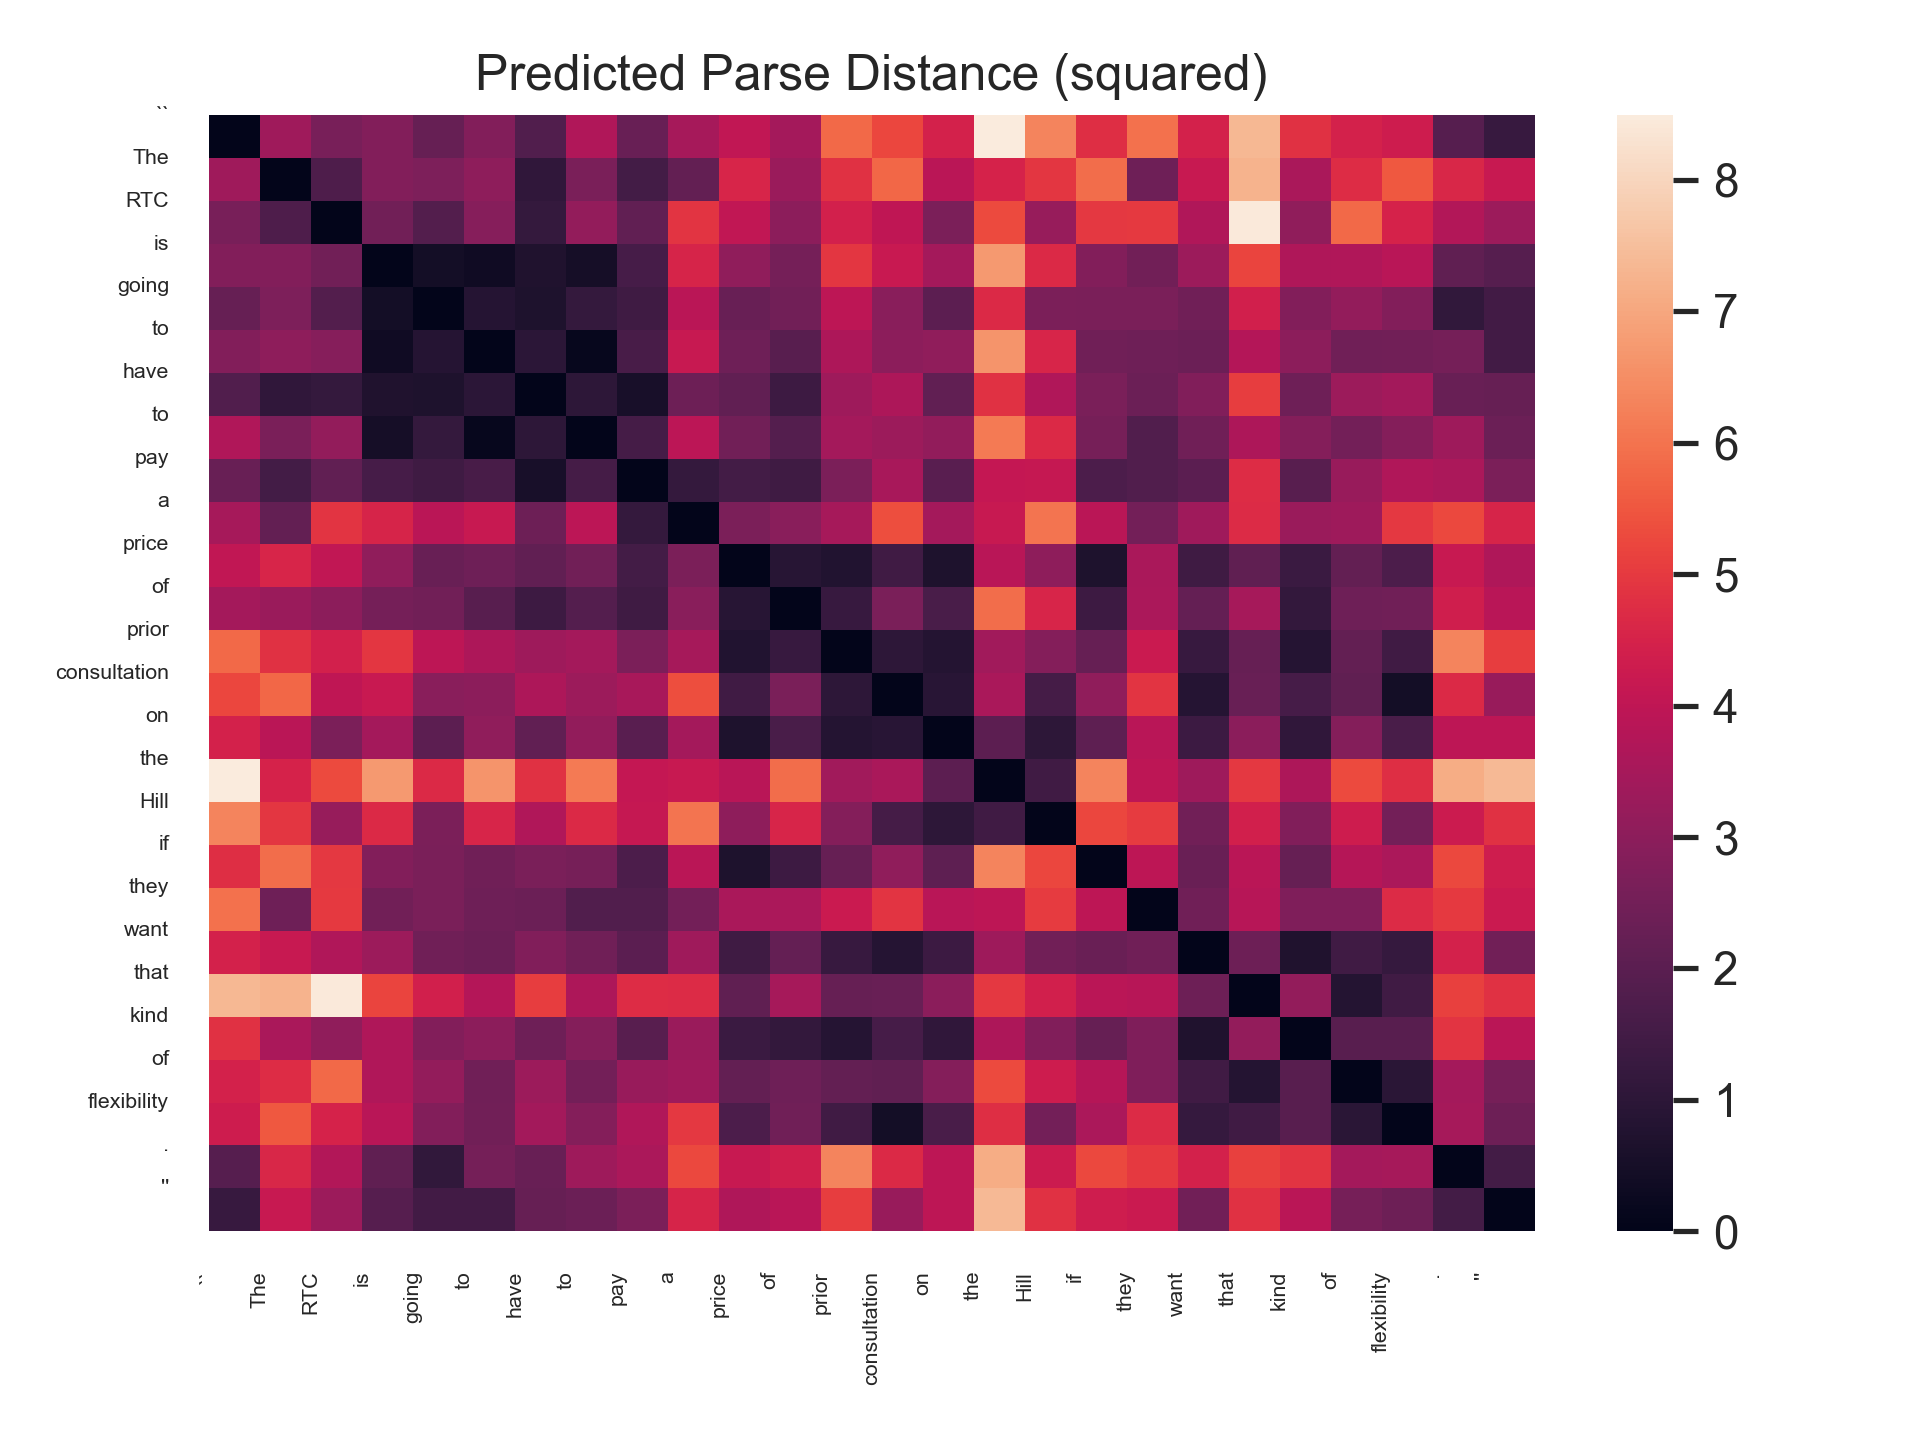 Predicted Parse Distance (squared)
``
The
RTC
is
going
to
have
to
pay
a
price
of
prior
consultation
on
the
Hill
if
they
want
that
kind
of
flexibility
.
''
8
7
6
5
4
3
2
1
0
``
The
RTC
is
going
to
have
to
pay
a
price
of
prior
consultation
on
the
Hill
if
they
want
that
kind
of
flexibility
.
''